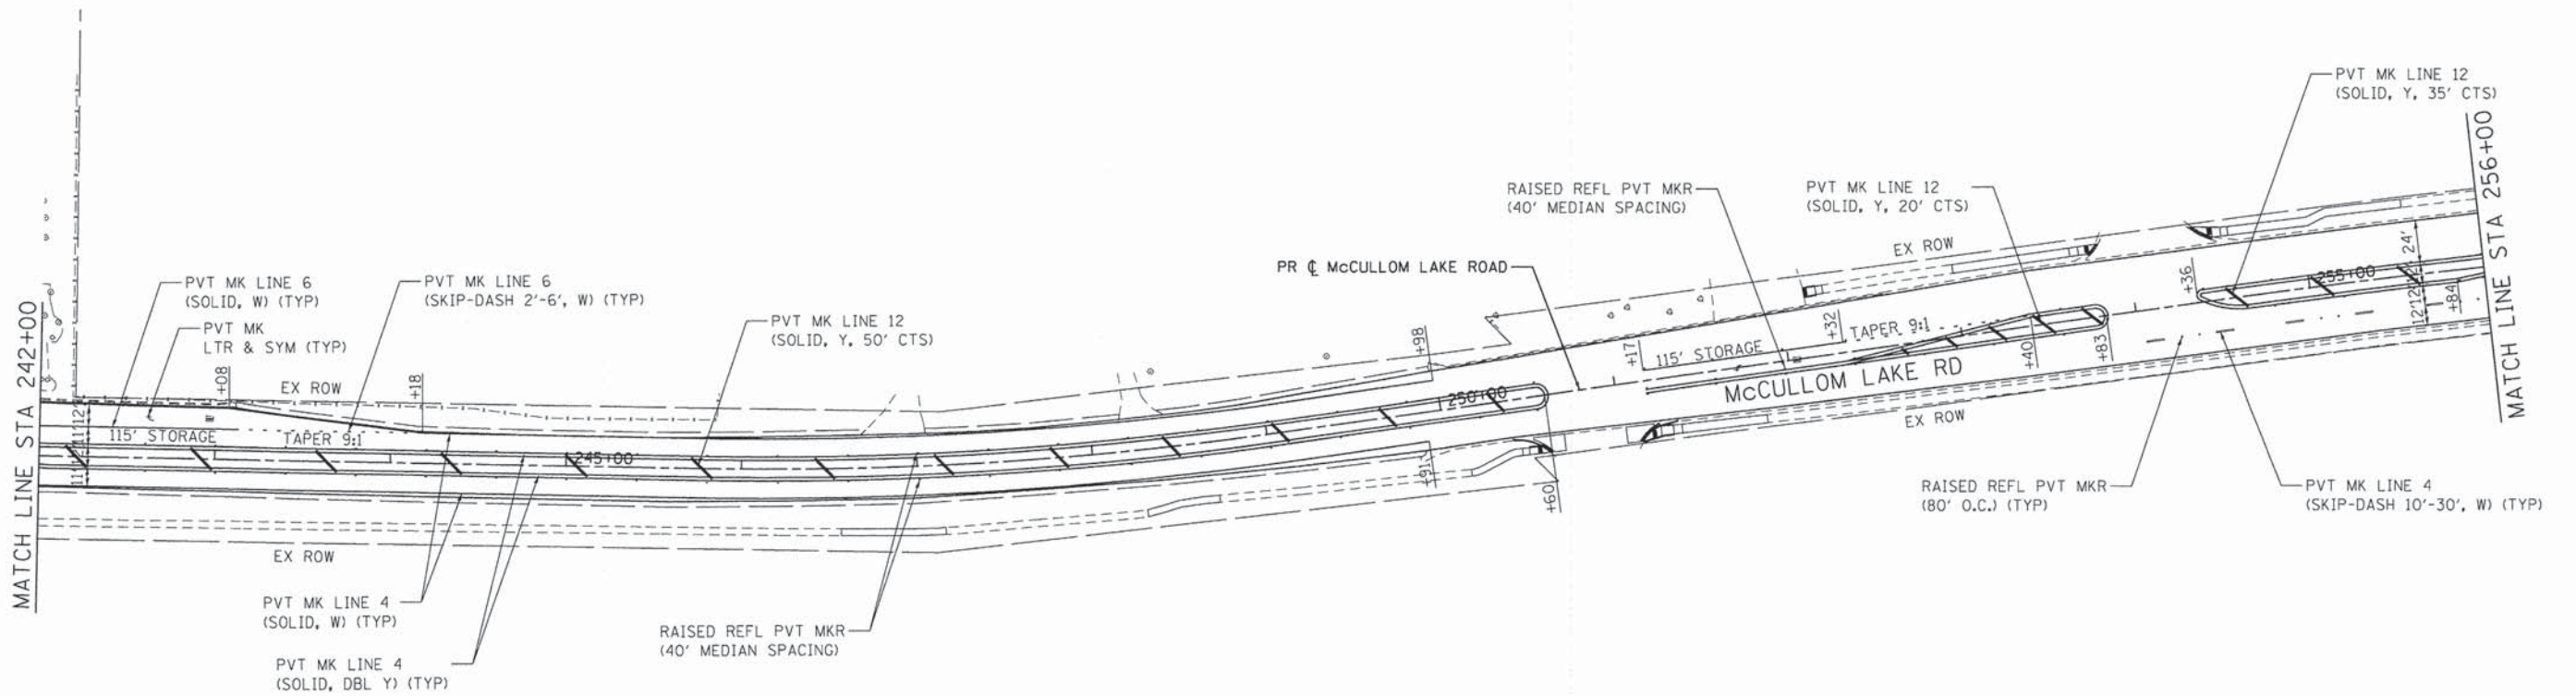 MATCH LINE STA 242+00
PVT MK LINE 6
(SOLID, W) (TYP)
PVT MK
LTR & SYM (TYP)
PVT MK LINE 6
(SKIP-DASH 2'-6', W) (TYP)
+08
EX ROW
+18
11'11'11'12'
115' STORAGE
TAPER 9:1
PVT MK LINE 12
(SOLID, Y, 50' CTS)
245+00
EX ROW
PVT MK LINE 4
(SOLID, W) (TYP)
PVT MK LINE 4
(SOLID, DBL Y) (TYP)
RAISED REFL PVT MKR
(40' MEDIAN SPACING)
+98
250+00
+91
+60
PR ℄ McCULLOM LAKE ROAD
RAISED REFL PVT MKR
(40' MEDIAN SPACING)
PVT MK LINE 12
(SOLID, Y, 20' CTS)
+17
115' STORAGE
+32
TAPER 9:1
EX ROW
+40
+83
McCULLOM LAKE RD
EX ROW
PVT MK LINE 12
(SOLID, Y, 35' CTS)
+36
255+00
24'
12'12'
+84
RAISED REFL PVT MKR
(80' O.C.) (TYP)
PVT MK LINE 4
(SKIP-DASH 10'-30', W) (TYP)
MATCH LINE STA 256+00